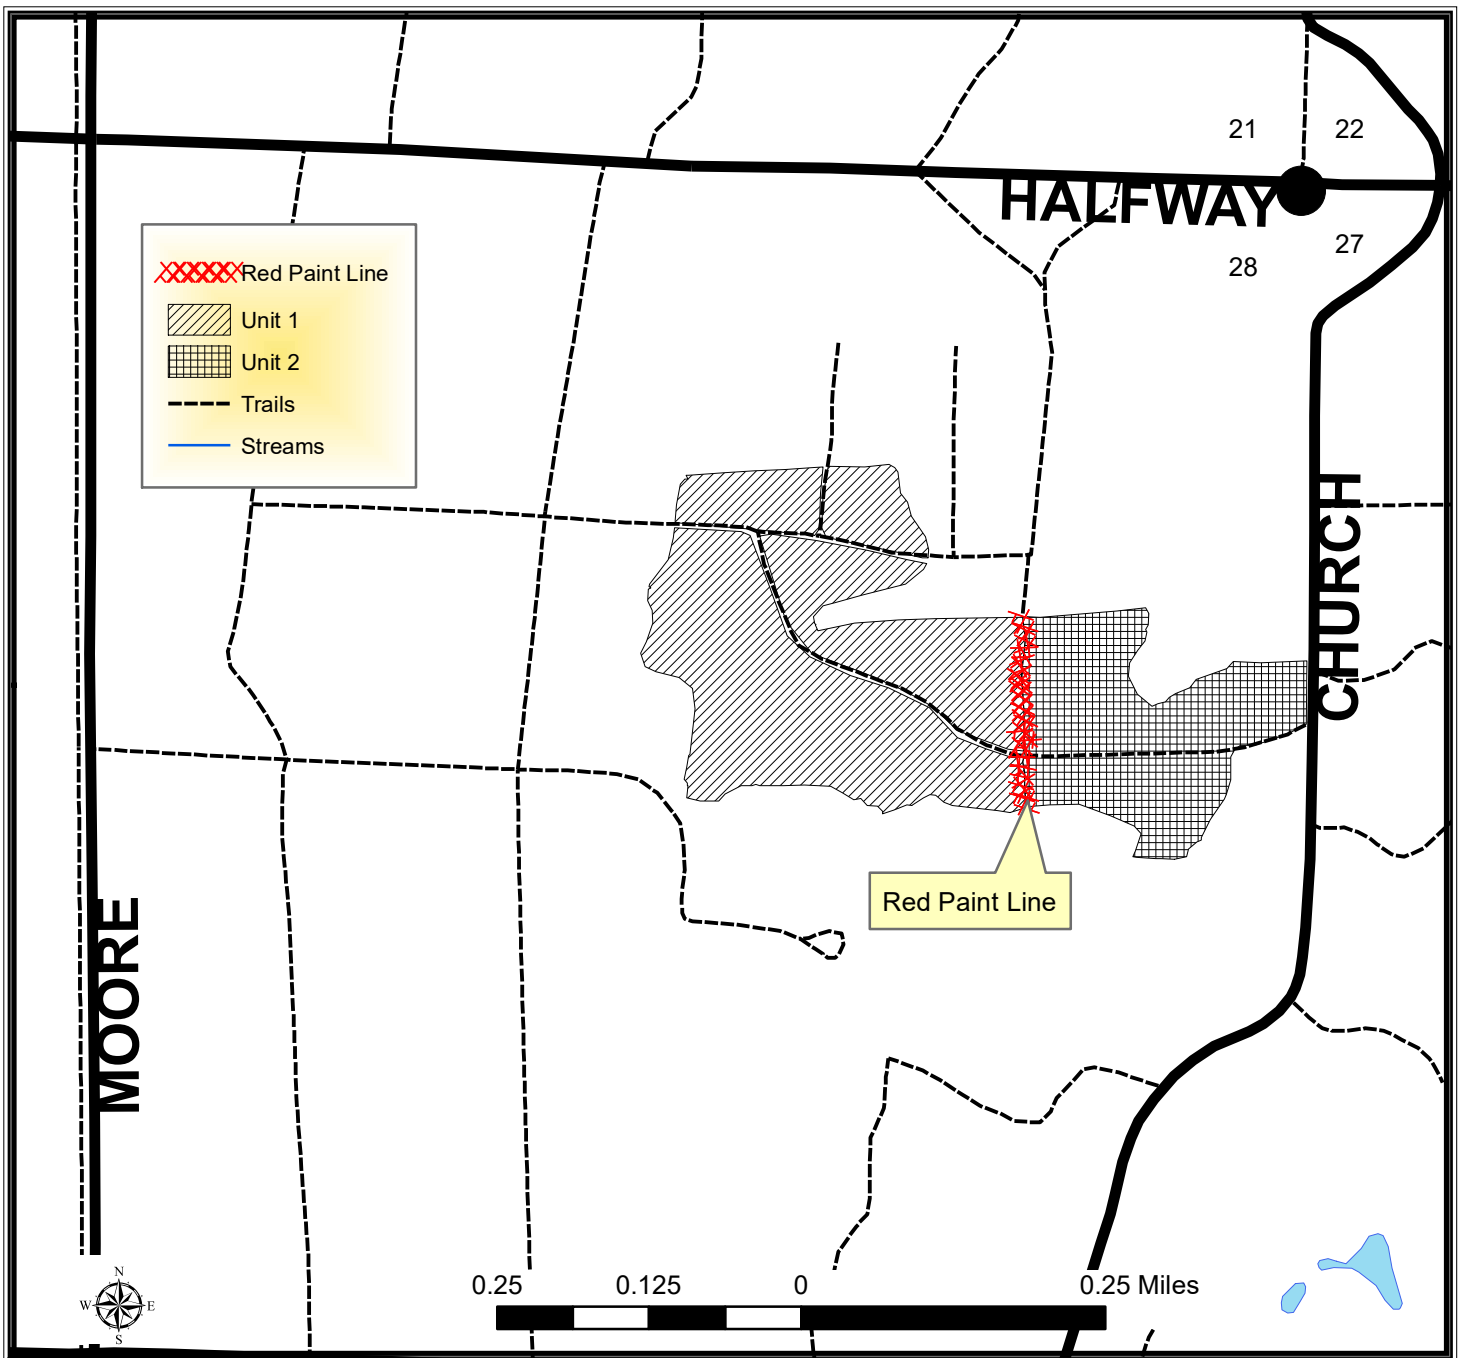 21
22
HALFWAY
28
27
Red Paint Line
Unit 1
Unit 2
Trails
Streams
CHURCH
Red Paint Line
MOORE
N
W
E
S
0.25
0.125
0
0.25 Miles